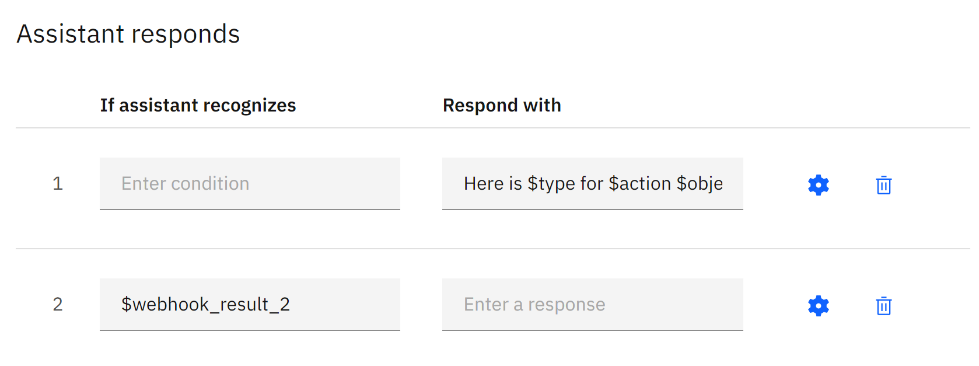 Assistant responds
If assistant recognizes Respond with
1 Enter condition Here is $type for $action $obje
2 $webhook_result_2 Enter a response